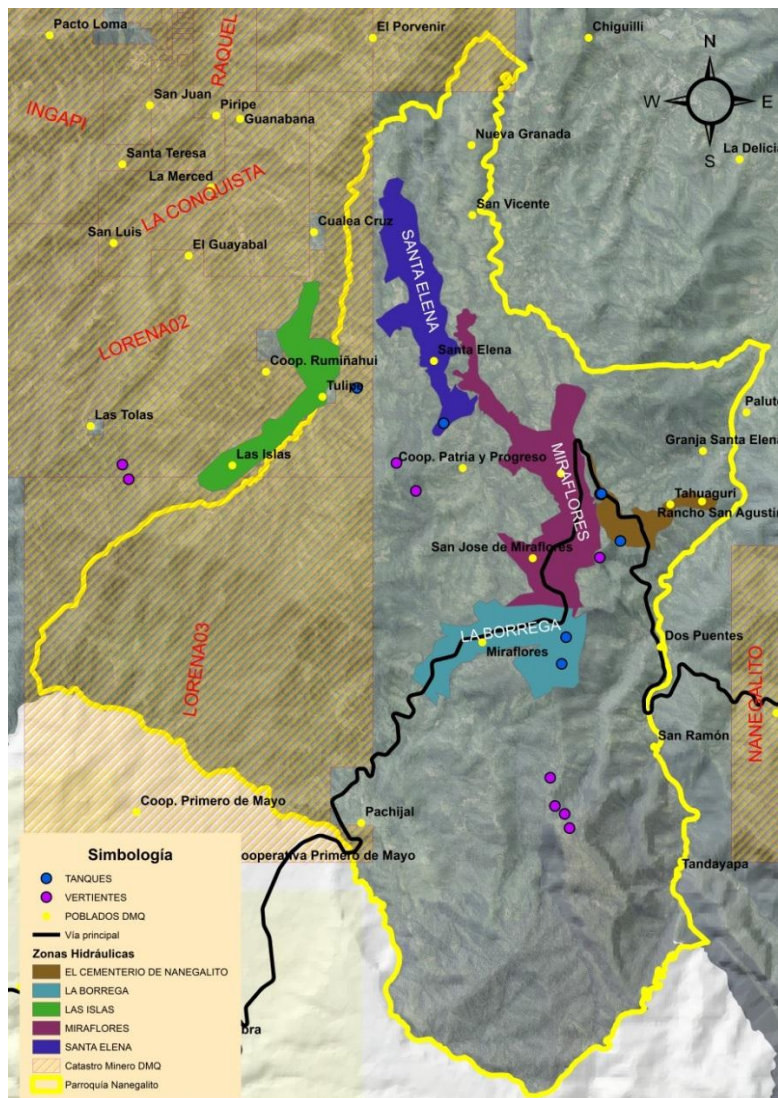 Pacto Loma
El Porvenir
Chiguilli
N
W
E
S
RAQUEL
INGAPI
San Juan
Piripe
Guanabana
Nueva Granada
La Delicia
Santa Teresa
La Merced
LA CONQUISTA
San Vicente
San Luis
Cualea Cruz
El Guayabal
SANTA ELENA
LORENA02
Santa Elena
Coop. Rumiñahui
Tulipe
Las Tolas
Granja Santa Elena
Las Islas
Coop. Patria y Progreso
MIRAFLORES
Tahuagurí
Rancho San Agustin
San Jose de Miraflores
LORENA03
LA BORREGA
Miraflores
Dos Puentes
NANEGALITO
San Ramón
Coop. Primero de Mayo
Pachijal
ooperativa Primero de Mayo
Tandayapa
Simbología
TANQUES
VERTIENTES
POBLADOS DMQ
Vía principal
Zonas Hidráulicas
EL CEMENTERIO DE NANEGALITO
LA BORREGA
LAS ISLAS
MIRAFLORES
SANTA ELENA
Catastro Minero DMQ
Parroquía Nanegalito